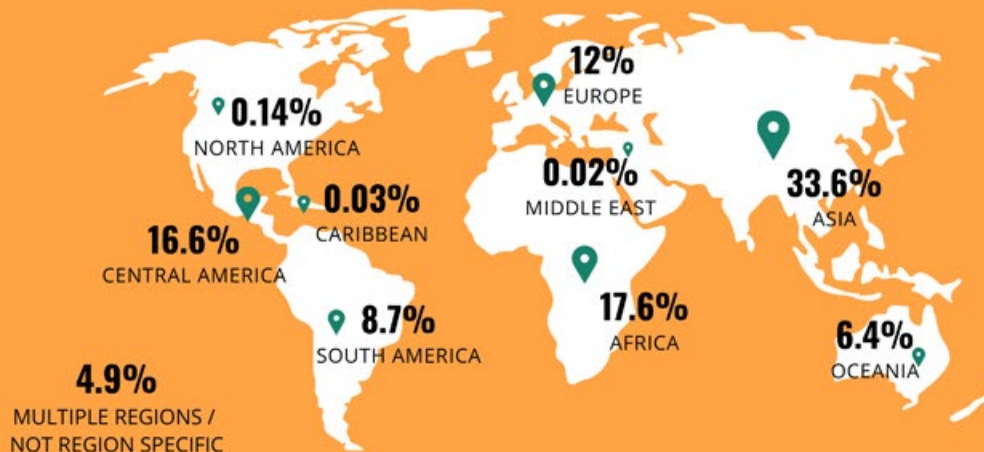 12%
EUROPE
0.14%
NORTH AMERICA
0.02%
MIDDLE EAST
33.6%
ASIA
0.03%
CARIBBEAN
16.6%
CENTRAL AMERICA
17.6%
AFRICA
8.7%
SOUTH AMERICA
6.4%
OCEANIA
4.9%
MULTIPLE REGIONS /
NOT REGION SPECIFIC